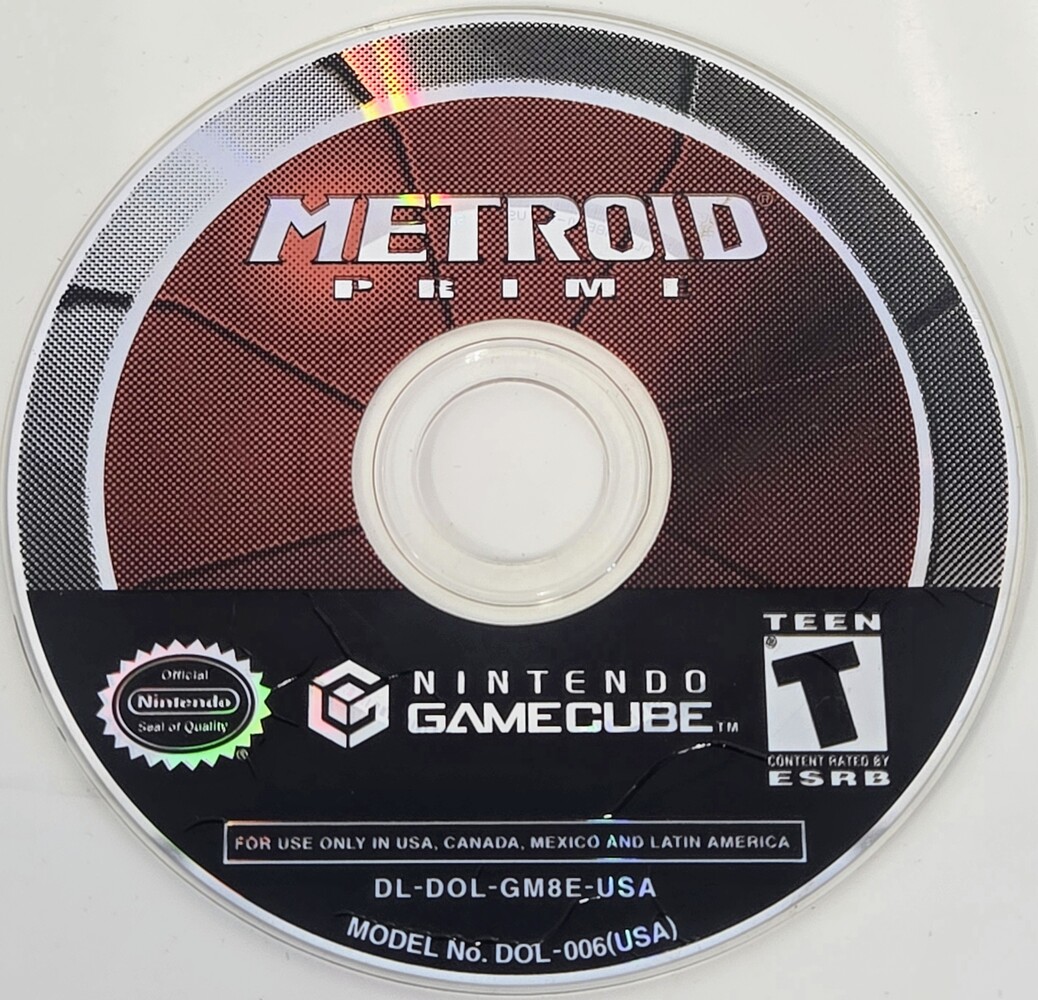 METROID®
PRIME
Official
Nintendo
Seal of Quality
®
NINTENDO
GAMECUBE™
TEEN
®
T
CONTENT RATED BY
ESRB
FOR USE ONLY IN USA, CANADA, MEXICO AND LATIN AMERICA
DL-DOL-GM8E-USA
MODEL No. DOL-006(USA)